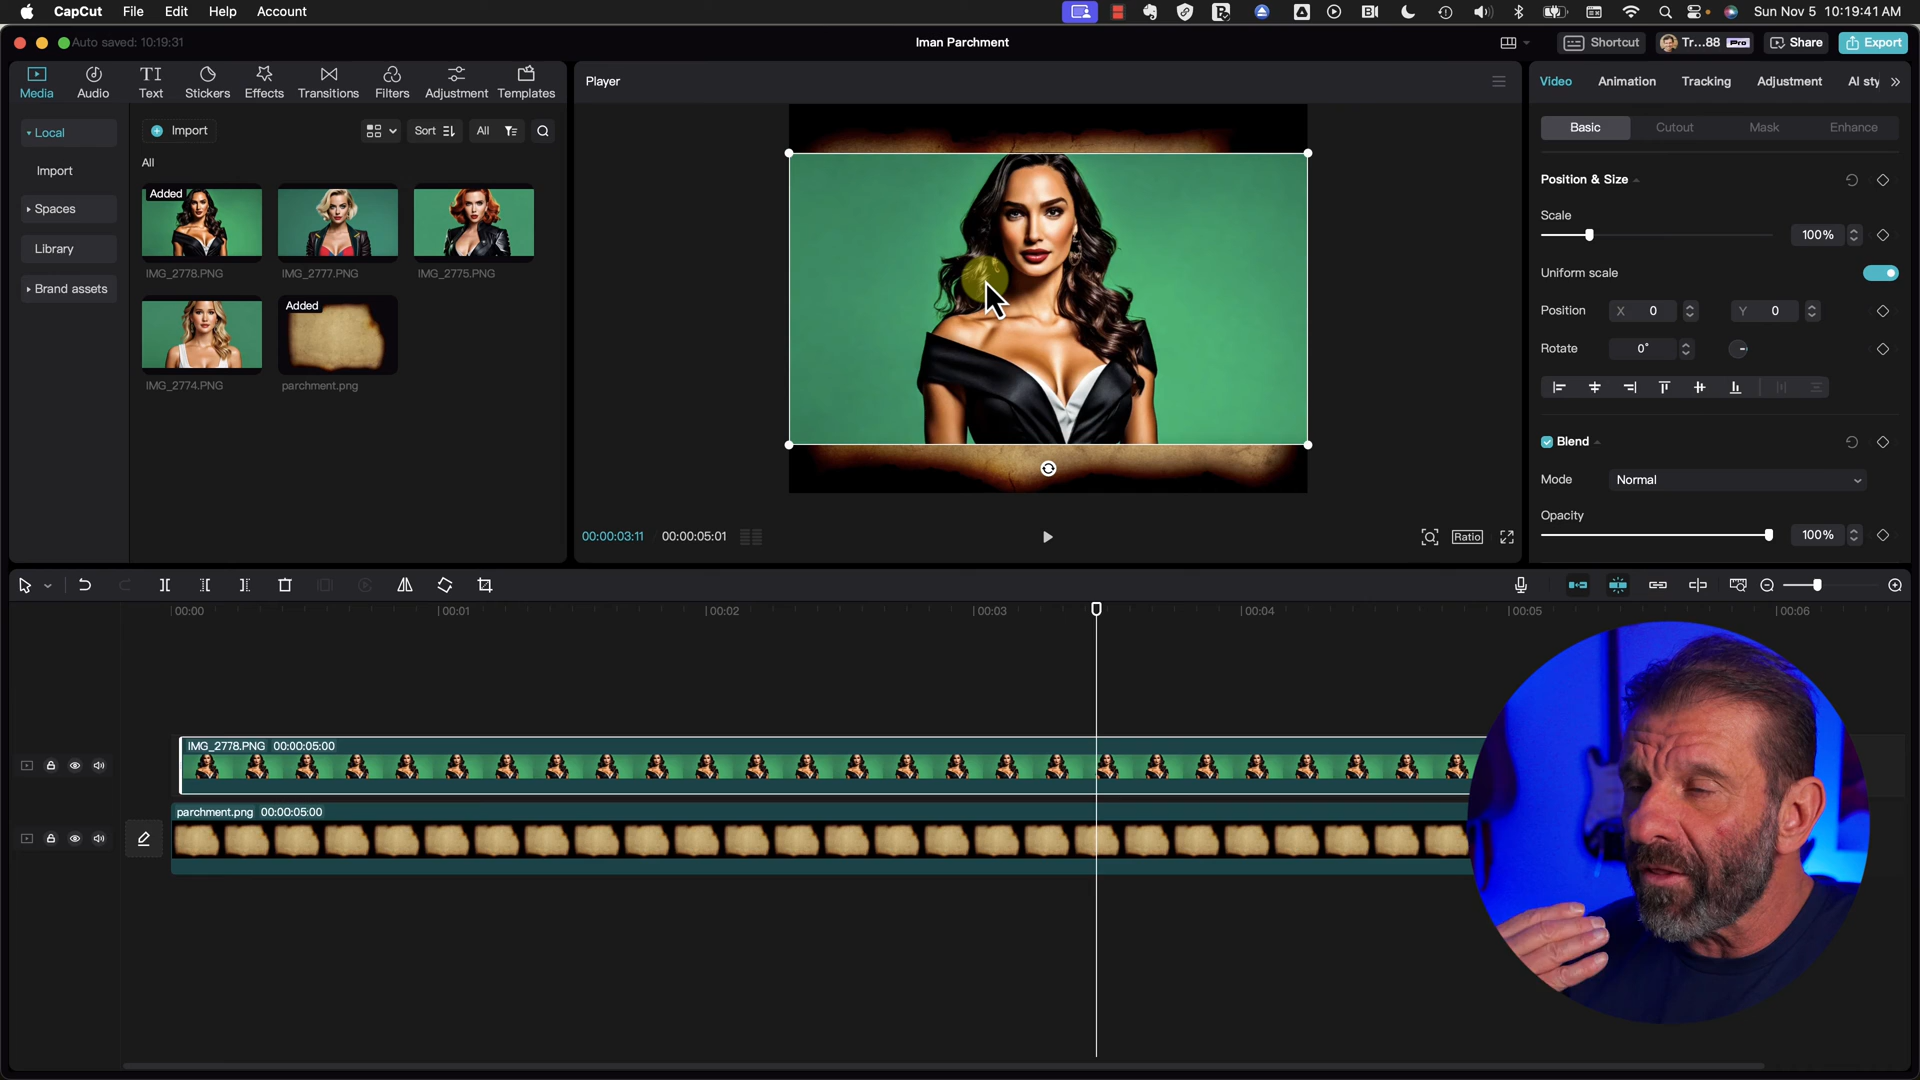 CapCut File Edit Help Account
Sun Nov 5 10:19:41 AM
Auto saved: 10:19:31
Iman Parchment
Shortcut
Tr...88 Pro
Share
Export
Media Audio Text Stickers Effects Transitions Filters Adjustment Templates
Player
Video Animation Tracking Adjustment AI sty
Local
Import
Spaces
Library
Brand assets
Import
Sort
All
All
Added
IMG_2778.PNG IMG_2777.PNG IMG_2775.PNG
Added
IMG_2774.PNG parchment.png
Basic Cutout Mask Enhance
Position & Size
Scale
100%
Uniform scale
Position X 0 Y 0
Rotate 0°
Blend
Mode Normal
Opacity
100%
00:00:03:11 00:00:05:01
Ratio
00:00 00:01 00:02 00:03 00:04 00:05 00:06
IMG_2778.PNG 00:00:05:00
parchment.png 00:00:05:00